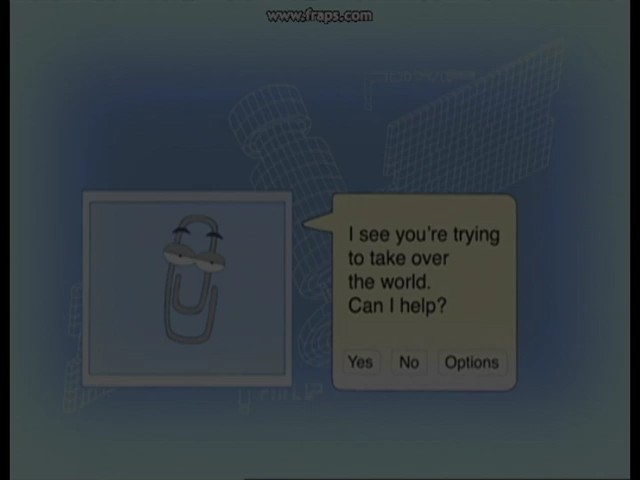 www.fraps.com
I see you're trying
to take over
the world.
Can I help?
Yes No Options